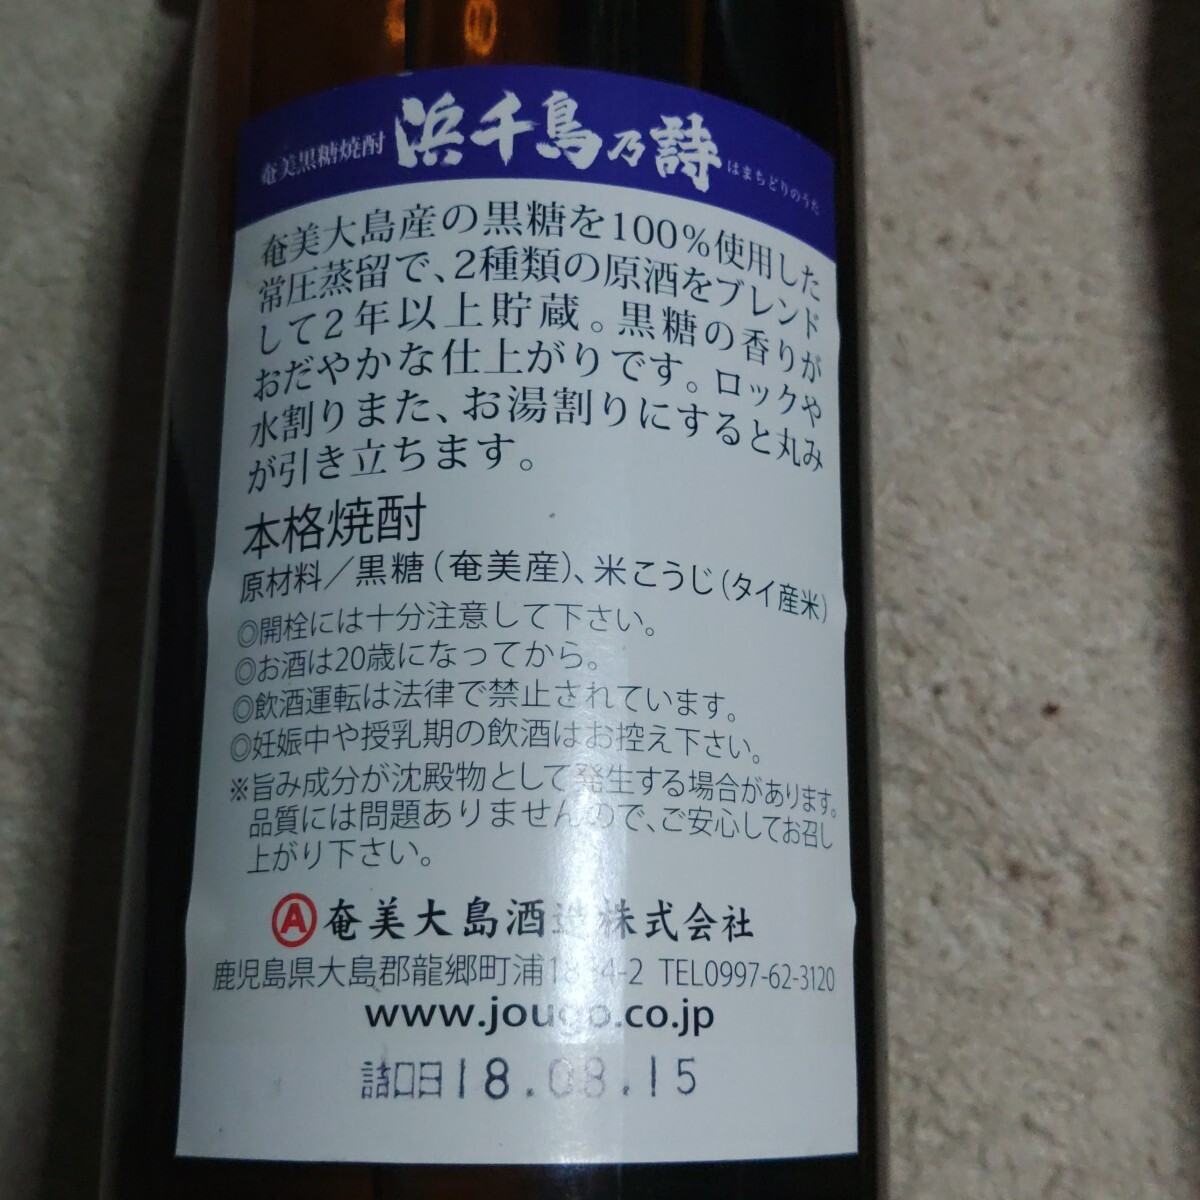 奄美黒糖焼酎 浜千鳥乃詩 はまちどりのうた
奄美大島産の黒糖を100%使用した
常圧蒸留で、2種類の原酒をブレンド
して2年以上貯蔵。黒糖の香りが
おだやかな仕上がりです。ロックや
水割りまた、お湯割りにすると丸み
が引き立ちます。
本格焼酎
原材料／黒糖（奄美産）、米こうじ（タイ産米）
◎開栓には十分注意して下さい。
◎お酒は20歳になってから。
◎飲酒運転は法律で禁止されています。
◎妊娠中や授乳期の飲酒はお控え下さい。
※旨み成分が沈殿物として発生する場合があります。
品質には問題ありませんので、ご安心してお召し
上がり下さい。
Ⓐ 奄美大島酒造株式会社
鹿児島県大島郡龍郷町浦1864-2 TEL0997-62-3120
www.jougo.co.jp
詰口日18.08.15